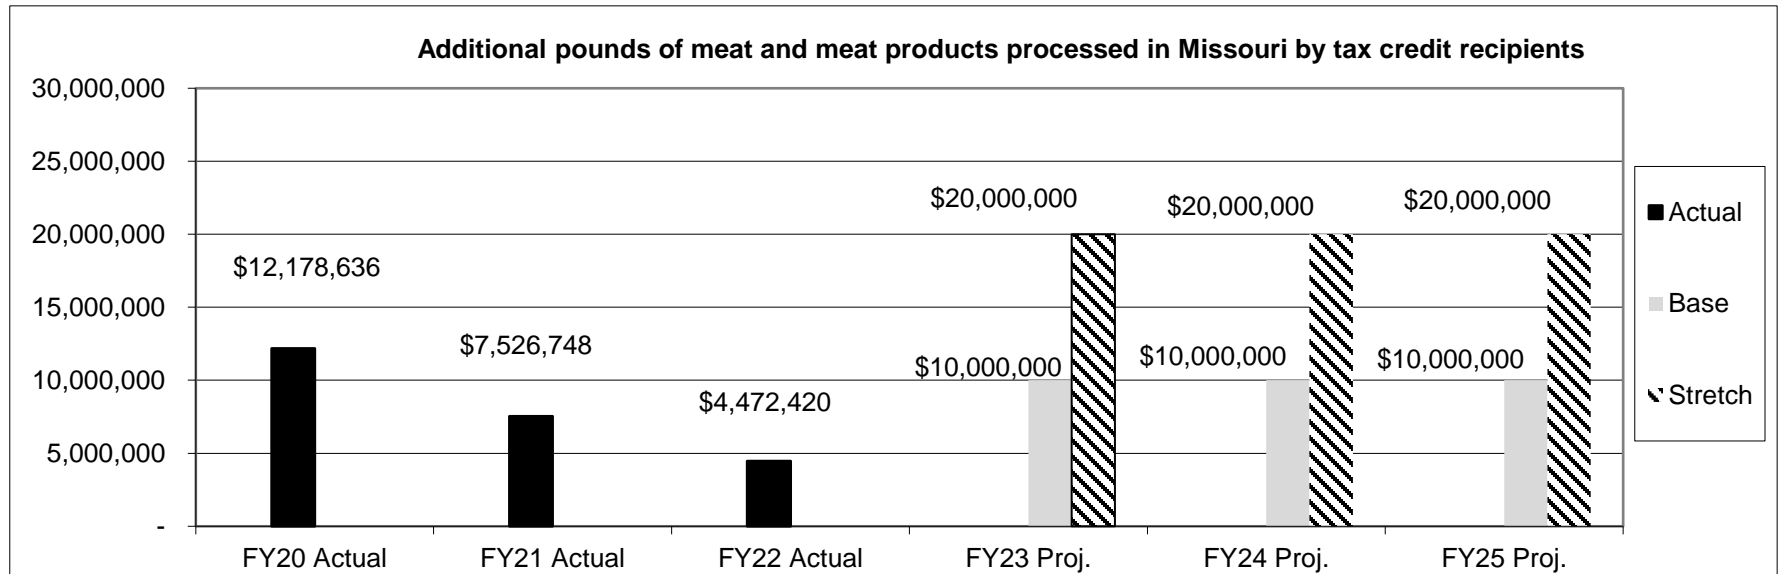 Additional pounds of meat and meat products processed in Missouri by tax credit recipients
30,000,000
25,000,000
20,000,000
15,000,000
10,000,000
5,000,000
-
$12,178,636
$7,526,748
$4,472,420
$10,000,000
$20,000,000
$10,000,000
$20,000,000
$10,000,000
$20,000,000
FY20 Actual
FY21 Actual
FY22 Actual
FY23 Proj.
FY24 Proj.
FY25 Proj.
Actual
Base
Stretch